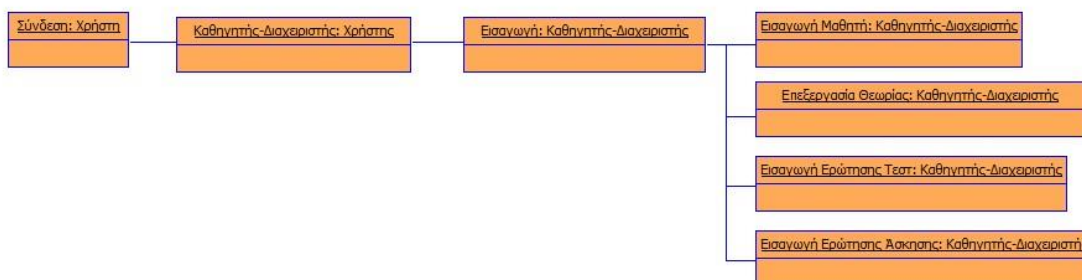 Σύνδεση: Χρήστη
Καθηγητής-Διαχειριστής: Χρήστης
Εισαγωγή: Καθηγητής-Διαχειριστής
Εισαγωγή Μαθητή: Καθηγητής-Διαχειριστής
Επεξεργασία Θεωρίας: Καθηγητής-Διαχειριστής
Εισαγωγή Ερώτησης Τεστ: Καθηγητής-Διαχειριστής
Εισαγωγή Ερώτησης Άσκησης: Καθηγητής-Διαχειριστή